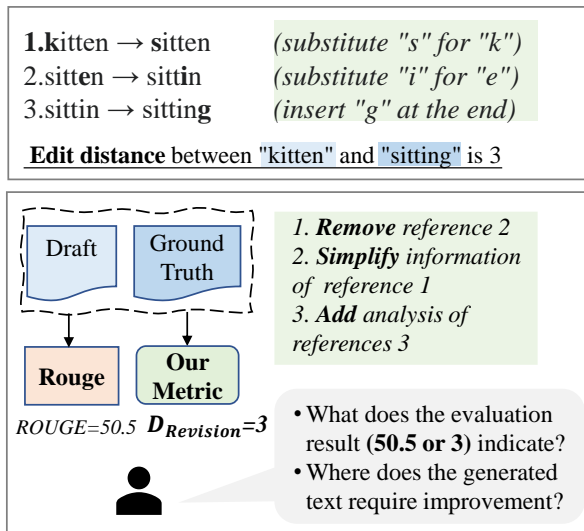 1.kitten → sitten (substitute "s" for "k")
2.sitten → sittin (substitute "i" for "e")
3.sittin → sitting (insert "g" at the end)
Edit distance between "kitten" and "sitting" is 3
Draft
Ground
Truth
1. Remove reference 2
2. Simplify information
of reference 1
3. Add analysis of
references 3
Rouge
Our
Metric
ROUGE=50.5 D_Revision=3
• What does the evaluation
result (50.5 or 3) indicate?
• Where does the generated
text require improvement?